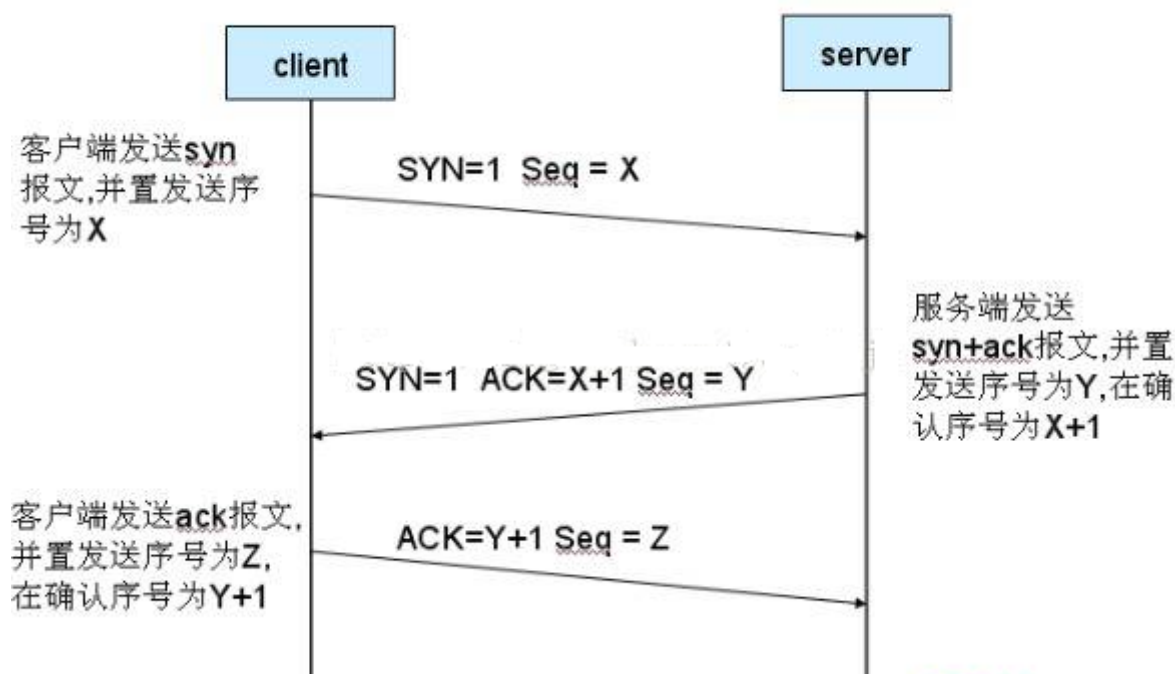 client
server
客户端发送syn
报文,并置发送序
号为X
SYN=1 Seq = X
服务端发送
syn+ack报文,并置
发送序号为Y,在确
认序号为X+1
SYN=1 ACK=X+1 Seq = Y
客户端发送ack报文,
并置发送序号为Z,
在确认序号为Y+1
ACK=Y+1 Seq = Z